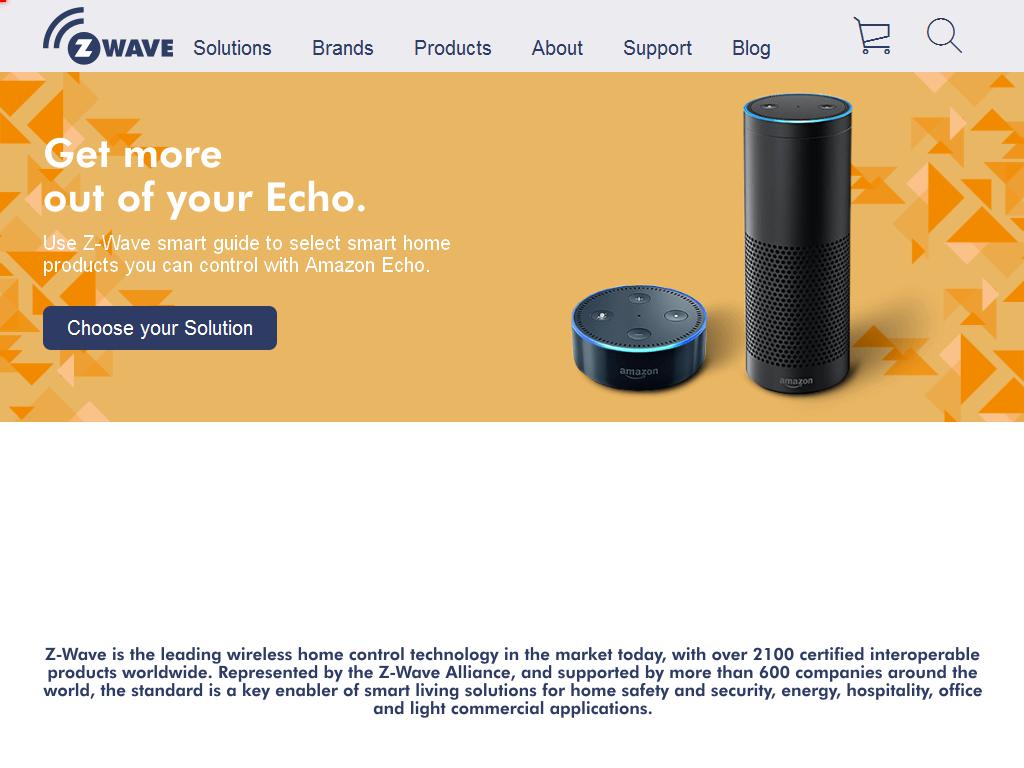 Z WAVE Solutions Brands Products About Support Blog
Get more
out of your Echo.
Use Z-Wave smart guide to select smart home
products you can control with Amazon Echo.
Choose your Solution
amazon
amazon
Z-Wave is the leading wireless home control technology in the market today, with over 2100 certified interoperable
products worldwide. Represented by the Z-Wave Alliance, and supported by more than 600 companies around the
world, the standard is a key enabler of smart living solutions for home safety and security, energy, hospitality, office
and light commercial applications.